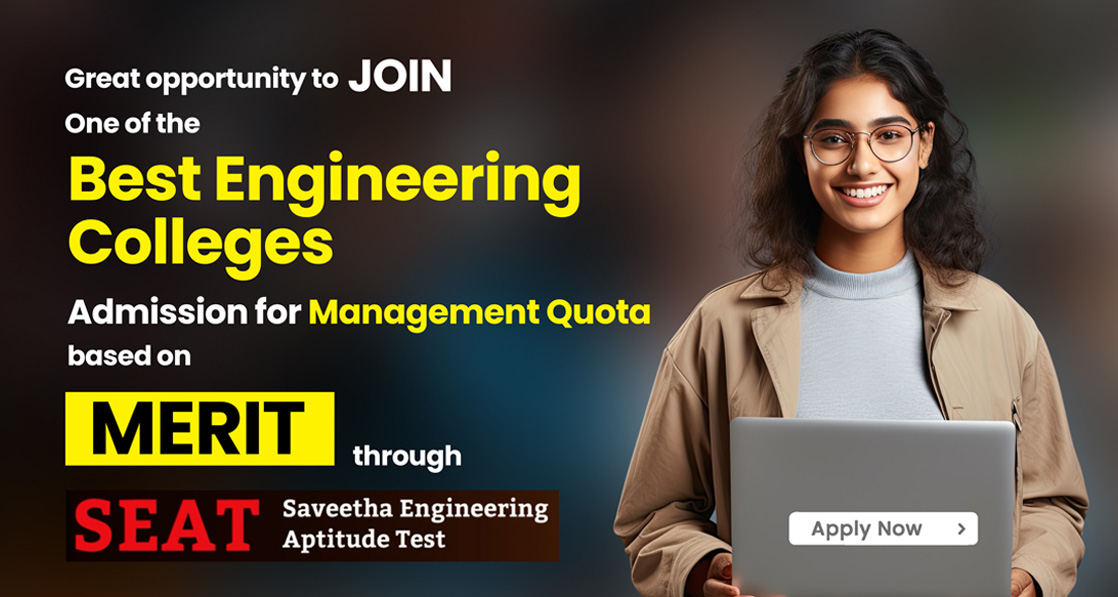 Great opportunity to JOIN
One of the
Best Engineering
Colleges
Admission for Management Quota
based on
MERIT through
SEAT Saveetha Engineering
Aptitude Test
Apply Now >